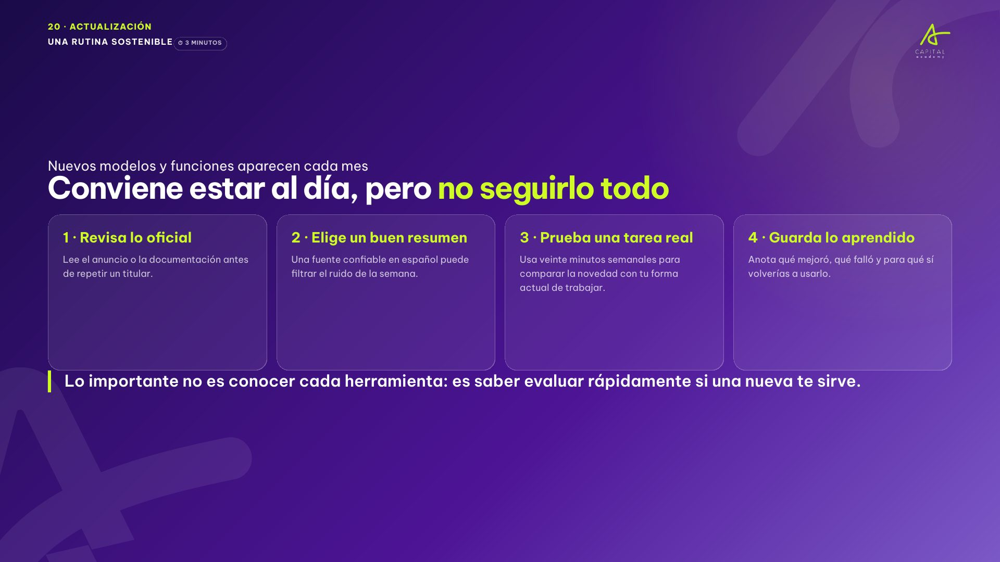 20 · ACTUALIZACIÓN
UNA RUTINA SOSTENIBLE
⏱ 3 MINUTOS
CAPITAL
academy
Nuevos modelos y funciones aparecen cada mes
Conviene estar al día, pero no seguirlo todo
1 · Revisa lo oficial
Lee el anuncio o la documentación antes
de repetir un titular.
2 · Elige un buen resumen
Una fuente confiable en español puede
filtrar el ruido de la semana.
3 · Prueba una tarea real
Usa veinte minutos semanales para
comparar la novedad con tu forma
actual de trabajar.
4 · Guarda lo aprendido
Anota qué mejoró, qué falló y para qué sí
volverías a usarlo.
Lo importante no es conocer cada herramienta: es saber evaluar rápidamente si una nueva te sirve.